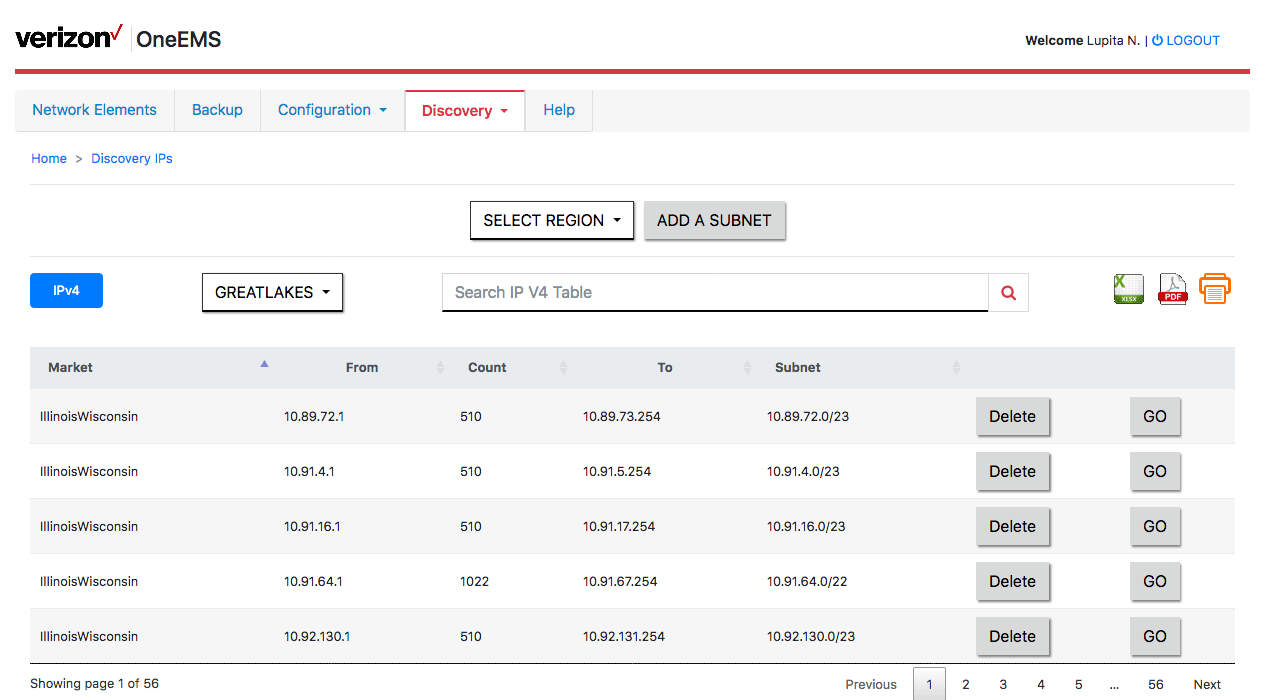 verizon✓ OneEMS
Welcome Lupita N. | LOGOUT
Network Elements Backup Configuration Discovery Help
Home > Discovery IPs
SELECT REGION ADD A SUBNET
IPv4 GREATLAKES Search IP V4 Table X XLSX PDF
Market From Count To Subnet
IllinoisWisconsin 10.89.72.1 510 10.89.73.254 10.89.72.0/23 Delete GO
IllinoisWisconsin 10.91.4.1 510 10.91.5.254 10.91.4.0/23 Delete GO
IllinoisWisconsin 10.91.16.1 510 10.91.17.254 10.91.16.0/23 Delete GO
IllinoisWisconsin 10.91.64.1 1022 10.91.67.254 10.91.64.0/22 Delete GO
IllinoisWisconsin 10.92.130.1 510 10.92.131.254 10.92.130.0/23 Delete GO
Showing page 1 of 56 Previous 1 2 3 4 5 ... 56 Next